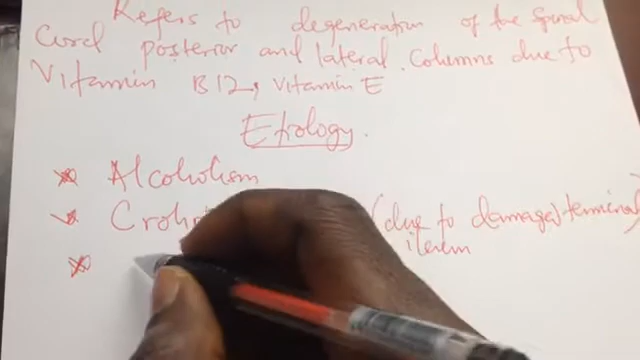 Refers to degeneration of the spinal
Cord posterior and lateral columns due to
Vitamin B12, Vitamin E
Etiology.
Alcoholism
(due to damaged terminal)
ileum